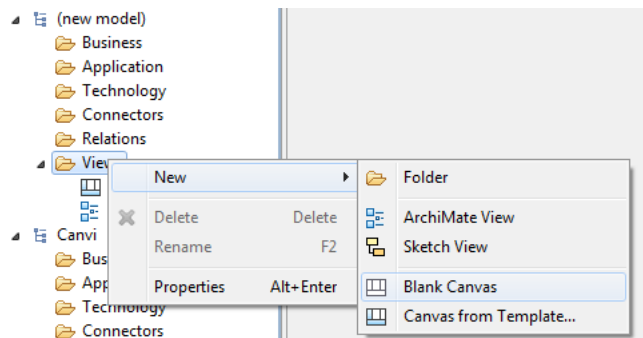 (new model)
Business
Application
Technology
Connectors
Relations
New
Folder
Delete Delete
ArchiMate View
Rename F2
Sketch View
Canvi
Properties Alt+Enter
Blank Canvas
Technology
Canvas from Template...
Connectors